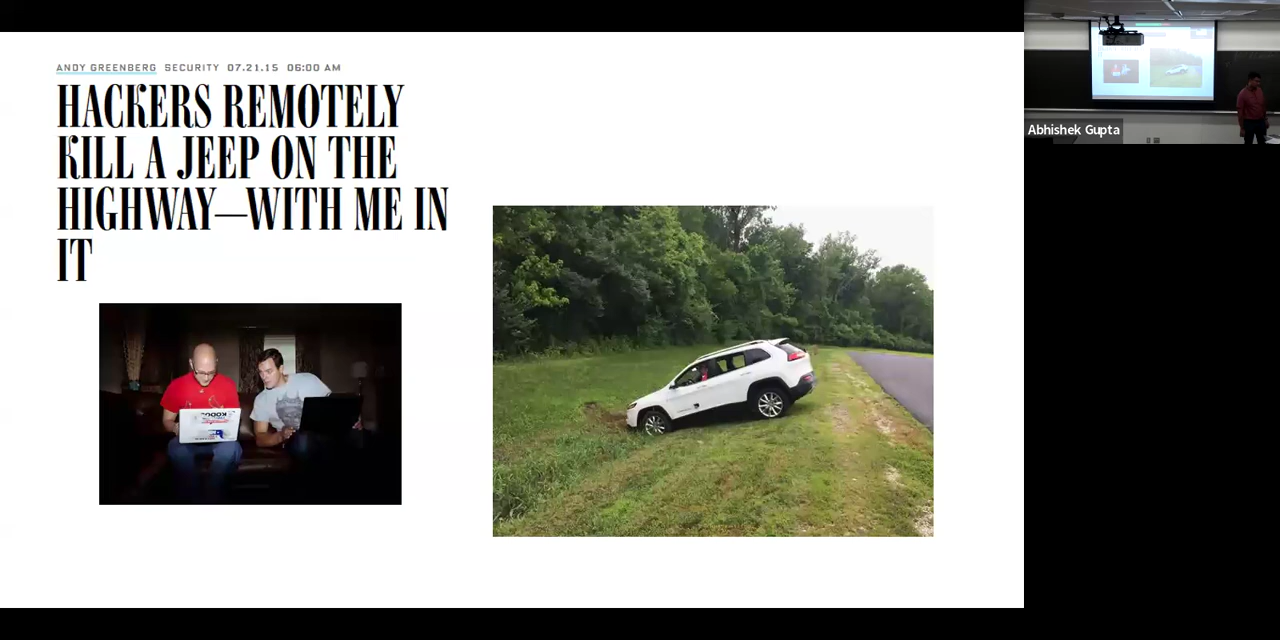 ANDY GREENBERG SECURITY 07.21.15 06:00 AM
HACKERS REMOTELY
KILL A JEEP ON THE
HIGHWAY—WITH ME IN
IT
Abhishek Gupta